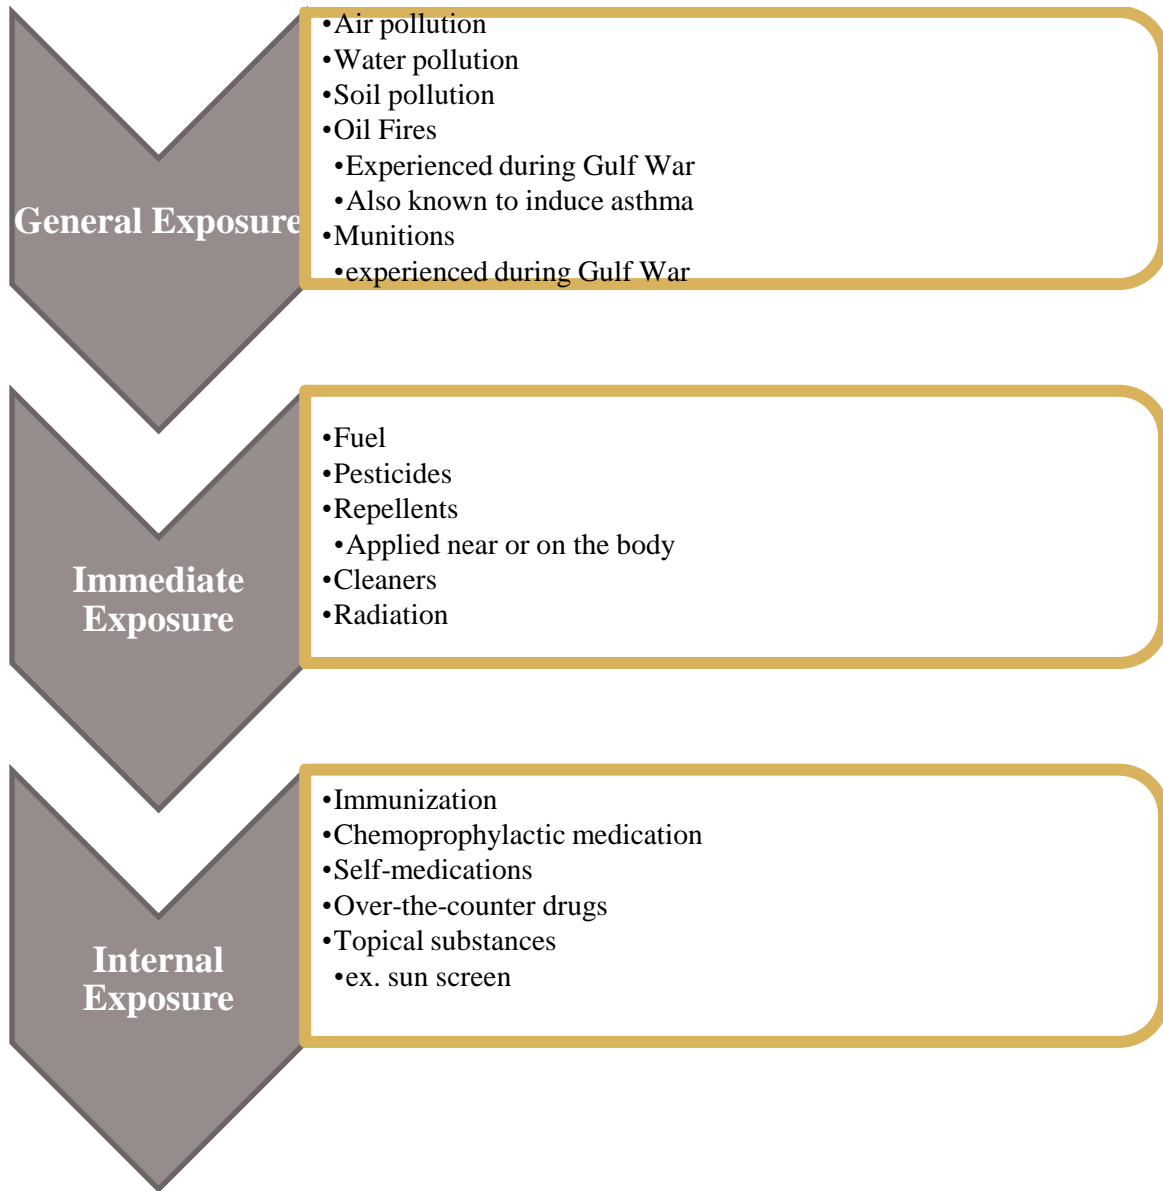 General Exposure
•Air pollution
•Water pollution
•Soil pollution
•Oil Fires
•Experienced during Gulf War
•Also known to induce asthma
•Munitions
•experienced during Gulf War
Immediate
Exposure
•Fuel
•Pesticides
•Repellents
•Applied near or on the body
•Cleaners
•Radiation
Internal
Exposure
•Immunization
•Chemoprophylactic medication
•Self-medications
•Over-the-counter drugs
•Topical substances
•ex. sun screen